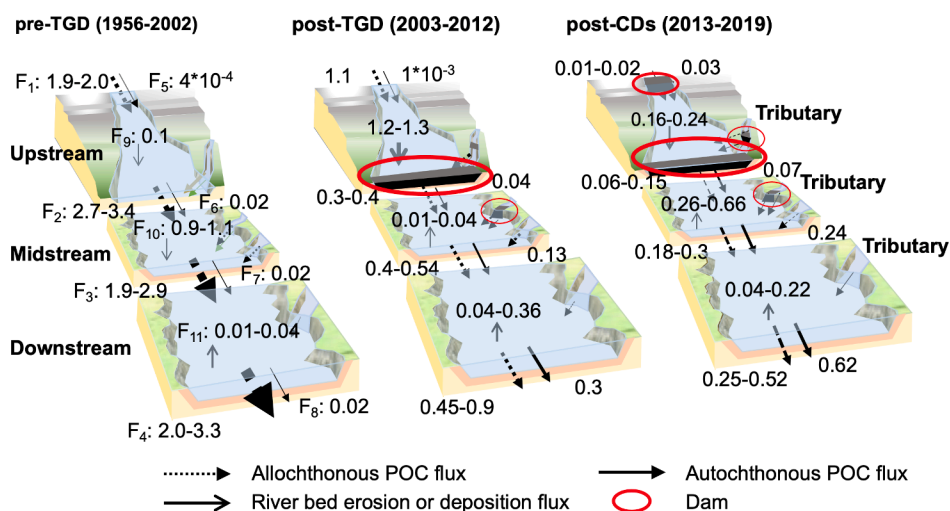 pre-TGD (1956-2002)
post-TGD (2003-2012)
post-CDs (2013-2019)
F1: 1.9-2.0
F5: 4*10-4
F9: 0.1
Upstream
F2: 2.7-3.4
F6: 0.02
F10: 0.9-1.1
Midstream
F7: 0.02
F3: 1.9-2.9
F11: 0.01-0.04
Downstream
F8: 0.02
F4: 2.0-3.3
1.1
1*10-3
1.2-1.3
0.3-0.4
0.04
0.01-0.04
0.13
0.4-0.54
0.04-0.36
0.3
0.45-0.9
0.01-0.02
0.03
Tributary
0.16-0.24
0.07
0.06-0.15
Tributary
0.26-0.66
0.24
Tributary
0.18-0.3
0.04-0.22
0.62
0.25-0.52
Allochthonous POC flux
Autochthonous POC flux
River bed erosion or deposition flux
Dam